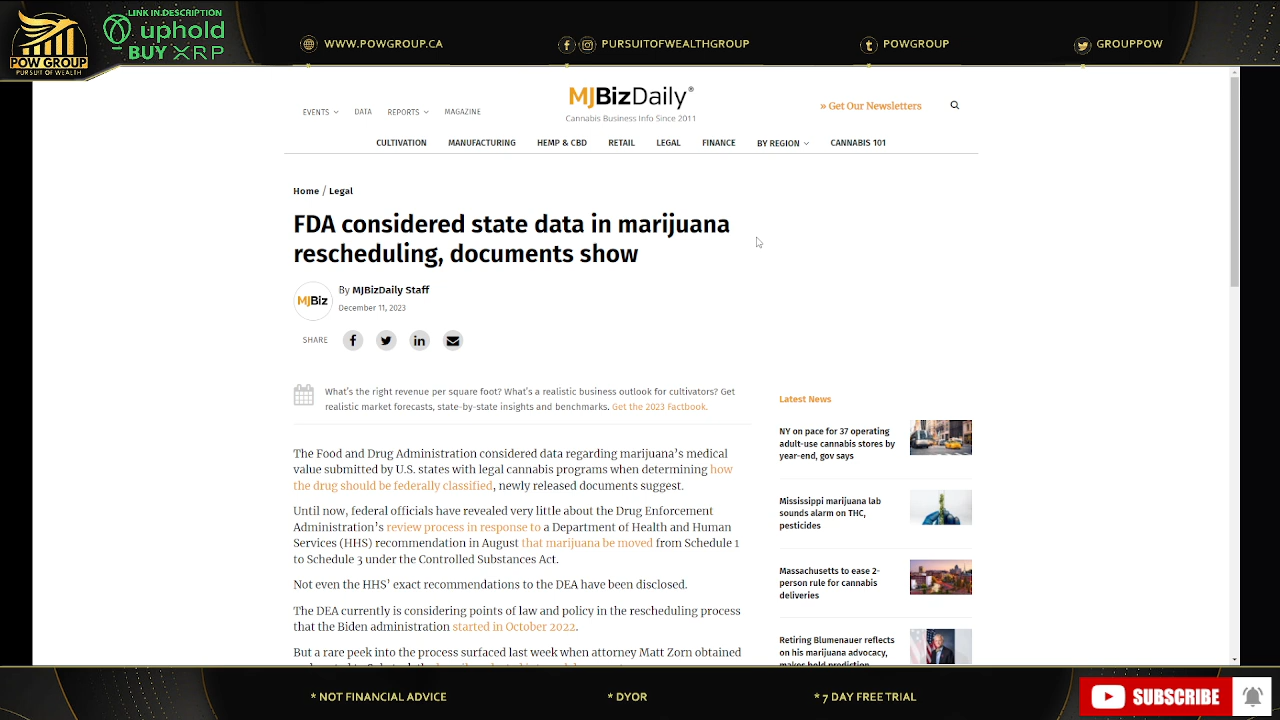 LINK IN DESCRIPTION
uphold
BUY XRP
POW GROUP
PURSUIT OF WEALTH
WWW.POWGROUP.CA
PURSUITOFWEALTHGROUP
POWGROUP
GROUPPOW
EVENTS
DATA
REPORTS
MAGAZINE
MJBizDaily®
Cannabis Business Info Since 2011
» Get Our Newsletters
CULTIVATION
MANUFACTURING
HEMP & CBD
RETAIL
LEGAL
FINANCE
BY REGION
CANNABIS 101
Home / Legal
FDA considered state data in marijuana
rescheduling, documents show
MJBiz
By MJBizDaily Staff
December 11, 2023
SHARE
What's the right revenue per square foot? What's a realistic business outlook for cultivators? Get
realistic market forecasts, state-by-state insights and benchmarks. Get the 2023 Factbook.
The Food and Drug Administration considered data regarding marijuana's medical
value submitted by U.S. states with legal cannabis programs when determining how
the drug should be federally classified, newly released documents suggest.
Until now, federal officials have revealed very little about the Drug Enforcement
Administration's review process in response to a Department of Health and Human
Services (HHS) recommendation in August that marijuana be moved from Schedule 1
to Schedule 3 under the Controlled Substances Act.
Not even the HHS' exact recommendations to the DEA have been disclosed.
The DEA currently is considering points of law and policy in the rescheduling process
that the Biden administration started in October 2022.
But a rare peek into the process surfaced last week when attorney Matt Zorn obtained
Latest News
NY on pace for 37 operating
adult-use cannabis stores by
year-end, gov says
Mississippi marijuana lab
sounds alarm on THC,
pesticides
Massachusetts to ease 2-
person rule for cannabis
deliveries
Retiring Blumenauer reflects
on his marijuana advocacy,
makes bold prediction
* NOT FINANCIAL ADVICE
* DYOR
* 7 DAY FREE TRIAL
SUBSCRIBE